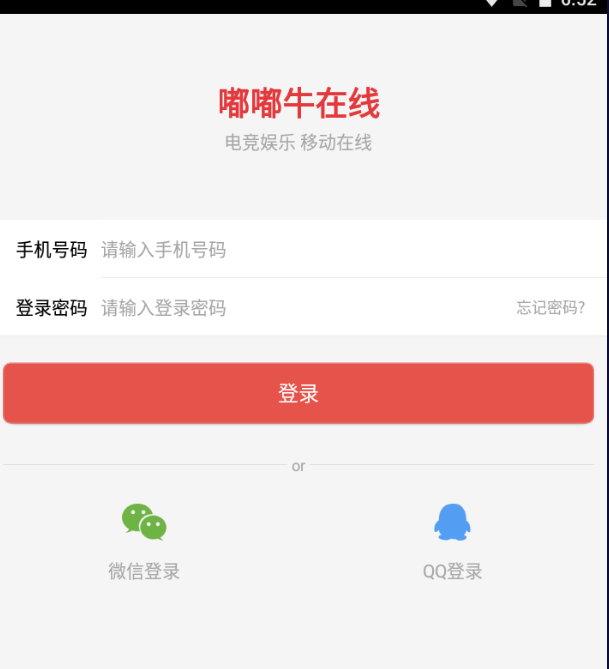 嘟嘟牛在线
电竞娱乐 移动在线
手机号码 请输入手机号码
登录密码 请输入登录密码 忘记密码?
登录
or
微信登录 QQ登录